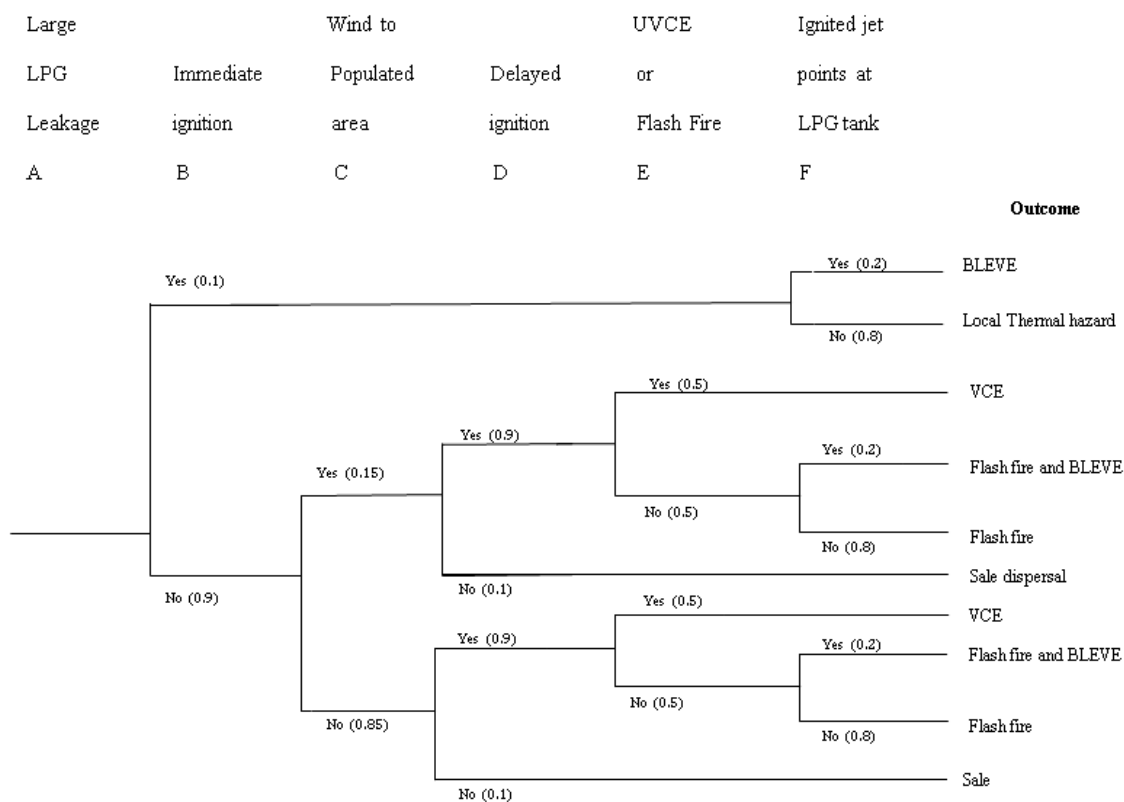 Large Wind to UVCE Ignited jet
LPG Immediate Populated Delayed or points at
Leakage ignition area ignition Flash Fire LPG tank
A B C D E F
Outcome
Yes (0.2) BLEVE
Yes (0.1)
Local Thermal hazard
No (0.8)
Yes (0.5) VCE
Yes (0.9)
Yes (0.2)
Flash fire and BLEVE
Yes (0.15)
No (0.5)
Flash fire
No (0.8)
Sale dispersal
No (0.1)
No (0.9)
Yes (0.5)
VCE
Yes (0.9) Yes (0.2)
Flash fire and BLEVE
No (0.5)
No (0.85) Flash fire
No (0.8)
Sale
No (0.1)